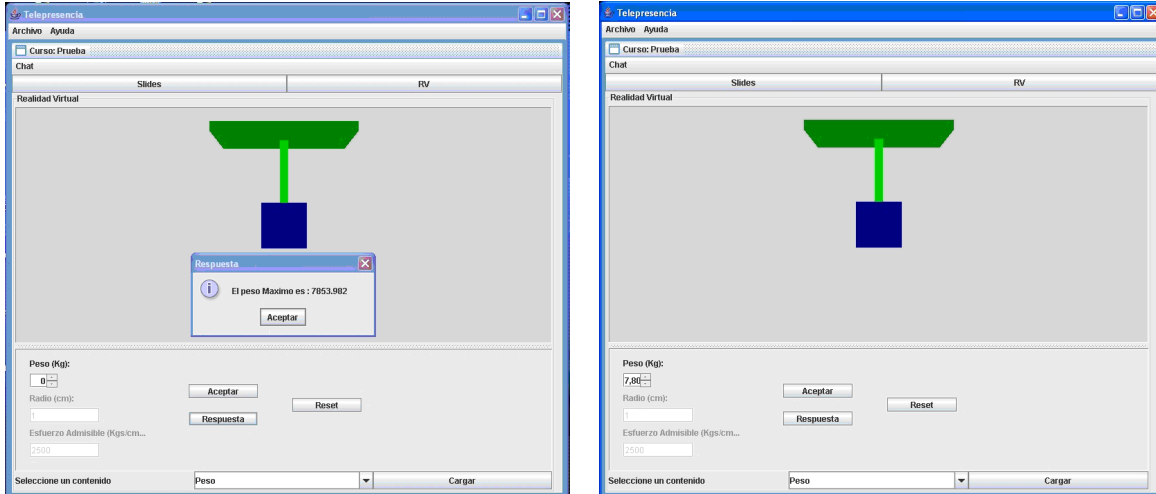 Telepresencia
Archivo Ayuda
Curso: Prueba
Chat
Slides RV
Realidad Virtual
Respuesta
El peso Maximo es : 7853.982
Aceptar
Peso (Kg):
0
Aceptar
Radio (cm):
Reset
1
Respuesta
Esfuerzo Admisible (Kgs/cm...
2500
Seleccione un contenido Peso Cargar
Telepresencia
Archivo Ayuda
Curso: Prueba
Chat
Slides RV
Realidad Virtual
Peso (Kg):
7,80
Aceptar
Radio (cm):
Reset
1
Respuesta
Esfuerzo Admisible (Kgs/cm...
2500
Seleccione un contenido Peso Cargar